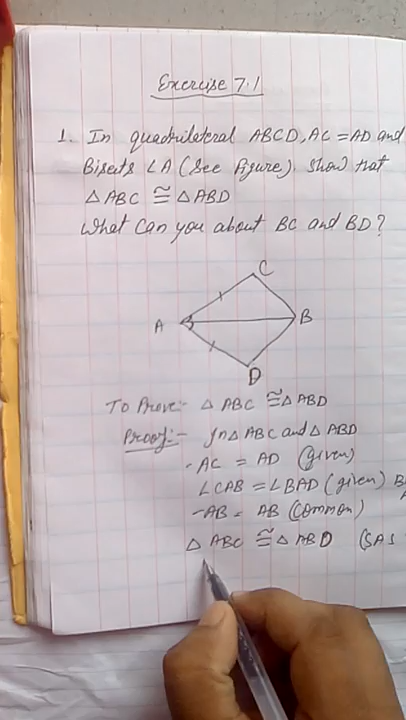 Exercise 7.1
1. In quadrilateral ABCD, AC = AD and
Bisects ∠A (See figure). Show that
△ ABC ≅ △ABD
What Can you about BC and BD?
C
A
B
D
To Prove:- △ ABC ≅ △ ABD
Proof:- In △ ABC and △ ABD
- AC = AD (given)
∠CAB = ∠BAD (given)
- AB = AB (Common)
△ ABC ≅ △ ABD (SAS